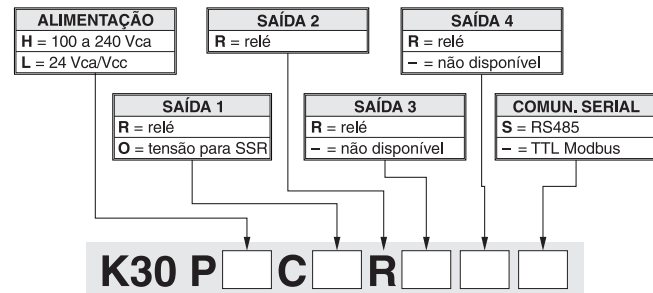 ALIMENTAÇÃO
H = 100 a 240 Vca
L = 24 Vca/Vcc
SAÍDA 2
R = relé
SAÍDA 4
R = relé
– = não disponível
SAÍDA 1
R = relé
O = tensão para SSR
SAÍDA 3
R = relé
– = não disponível
COMUN. SERIAL
S = RS485
– = TTL Modbus
K30 P C R